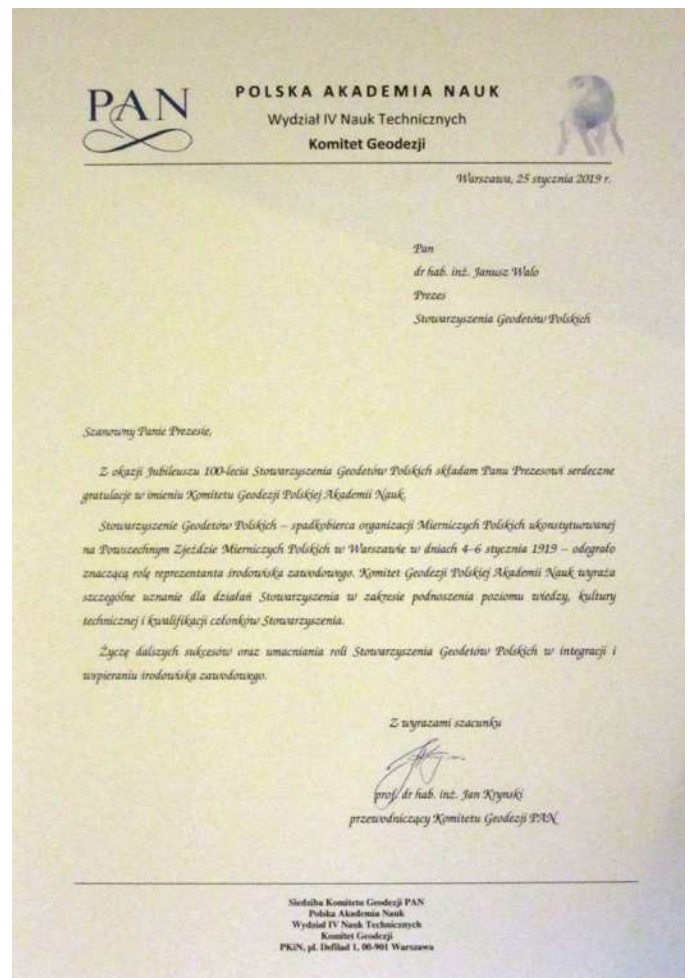 PAN
POLSKA AKADEMIA NAUK
Wydział IV Nauk Technicznych
Komitet Geodezji
Warszawa, 25 stycznia 2019 r.
Pan
dr hab. inż. Janusz Walo
Prezes
Stowarzyszenia Geodetów Polskich
Szanowny Panie Prezesie,
Z okazji Jubileuszu 100-lecia Stowarzyszenia Geodetów Polskich składam Panu Prezesowi serdeczne
gratulacje w imieniu Komitetu Geodezji Polskiej Akademii Nauk.
Stowarzyszenie Geodetów Polskich – spadkobierca organizacji Mierniczych Polskich ukonstytuowanej
na Powszechnym Zjeździe Mierniczych Polskich w Warszawie w dniach 4–6 stycznia 1919 – odegrało
znaczącą rolę reprezentanta środowiska zawodowego. Komitet Geodezji Polskiej Akademii Nauk wyraża
szczególne uznanie dla działań Stowarzyszenia w zakresie podnoszenia poziomu wiedzy, kultury
technicznej i kwalifikacji członków Stowarzyszenia.
Życzę dalszych sukcesów oraz umacniania roli Stowarzyszenia Geodetów Polskich w integracji i
wspieraniu środowiska zawodowego.
Z wyrazami szacunku
prof. dr hab. inż. Jan Krynski
przewodniczący Komitetu Geodezji PAN
Siedziba Komitetu Geodezji PAN
Polska Akademia Nauk
Wydział IV Nauk Technicznych
Komitet Geodezji
PKiN, pl. Defilad 1, 00-901 Warszawa